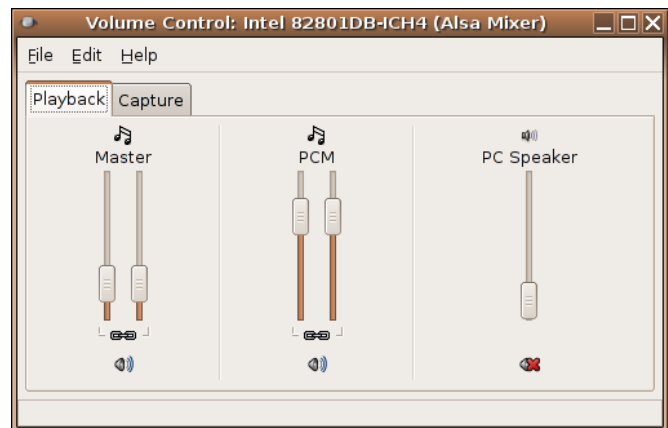 Volume Control: Intel 82801DB-ICH4 (Alsa Mixer)
File Edit Help
Playback Capture
Master PCM PC Speaker